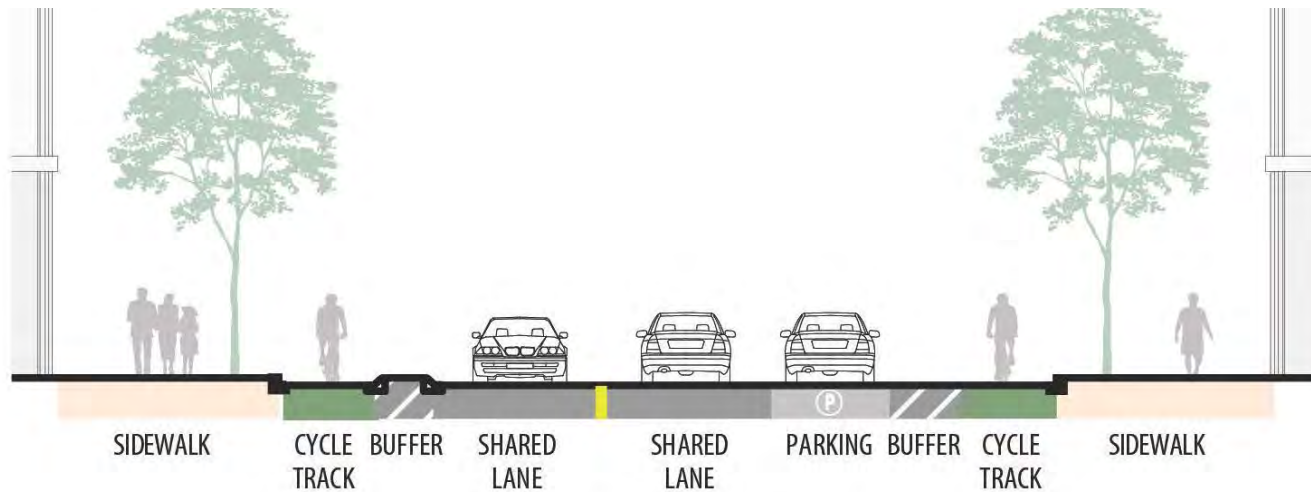 P
SIDEWALK
CYCLE
TRACK
BUFFER
SHARED
LANE
SHARED
LANE
PARKING
BUFFER
CYCLE
TRACK
SIDEWALK